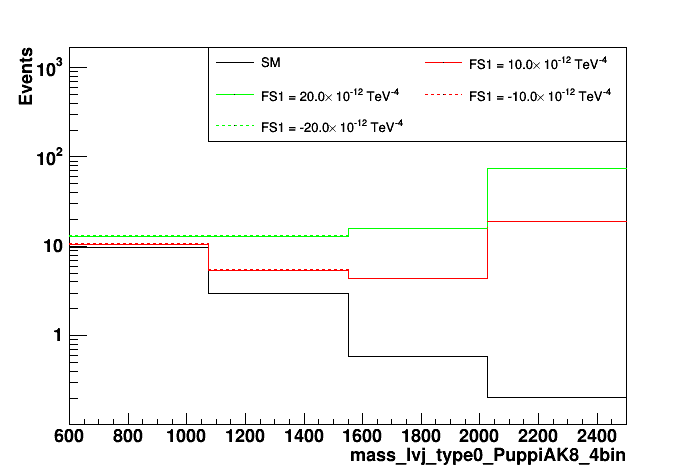 Events
10³
10²
10
1
SM
FS1 = 10.0× 10⁻¹² TeV⁻⁴
FS1 = 20.0× 10⁻¹² TeV⁻⁴
FS1 = -10.0× 10⁻¹² TeV⁻⁴
FS1 = -20.0× 10⁻¹² TeV⁻⁴
600 800 1000 1200 1400 1600 1800 2000 2200 2400
mass_lvj_type0_PuppiAK8_4bin